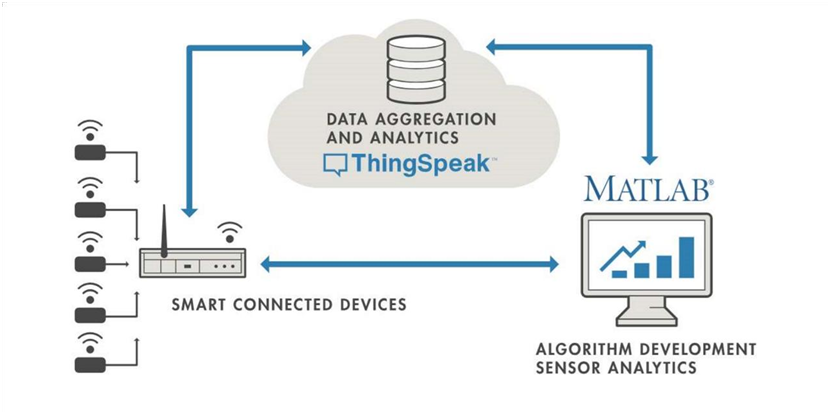 DATA AGGREGATION
AND ANALYTICS
ThingSpeak™
MATLAB®
SMART CONNECTED DEVICES
ALGORITHM DEVELOPMENT
SENSOR ANALYTICS